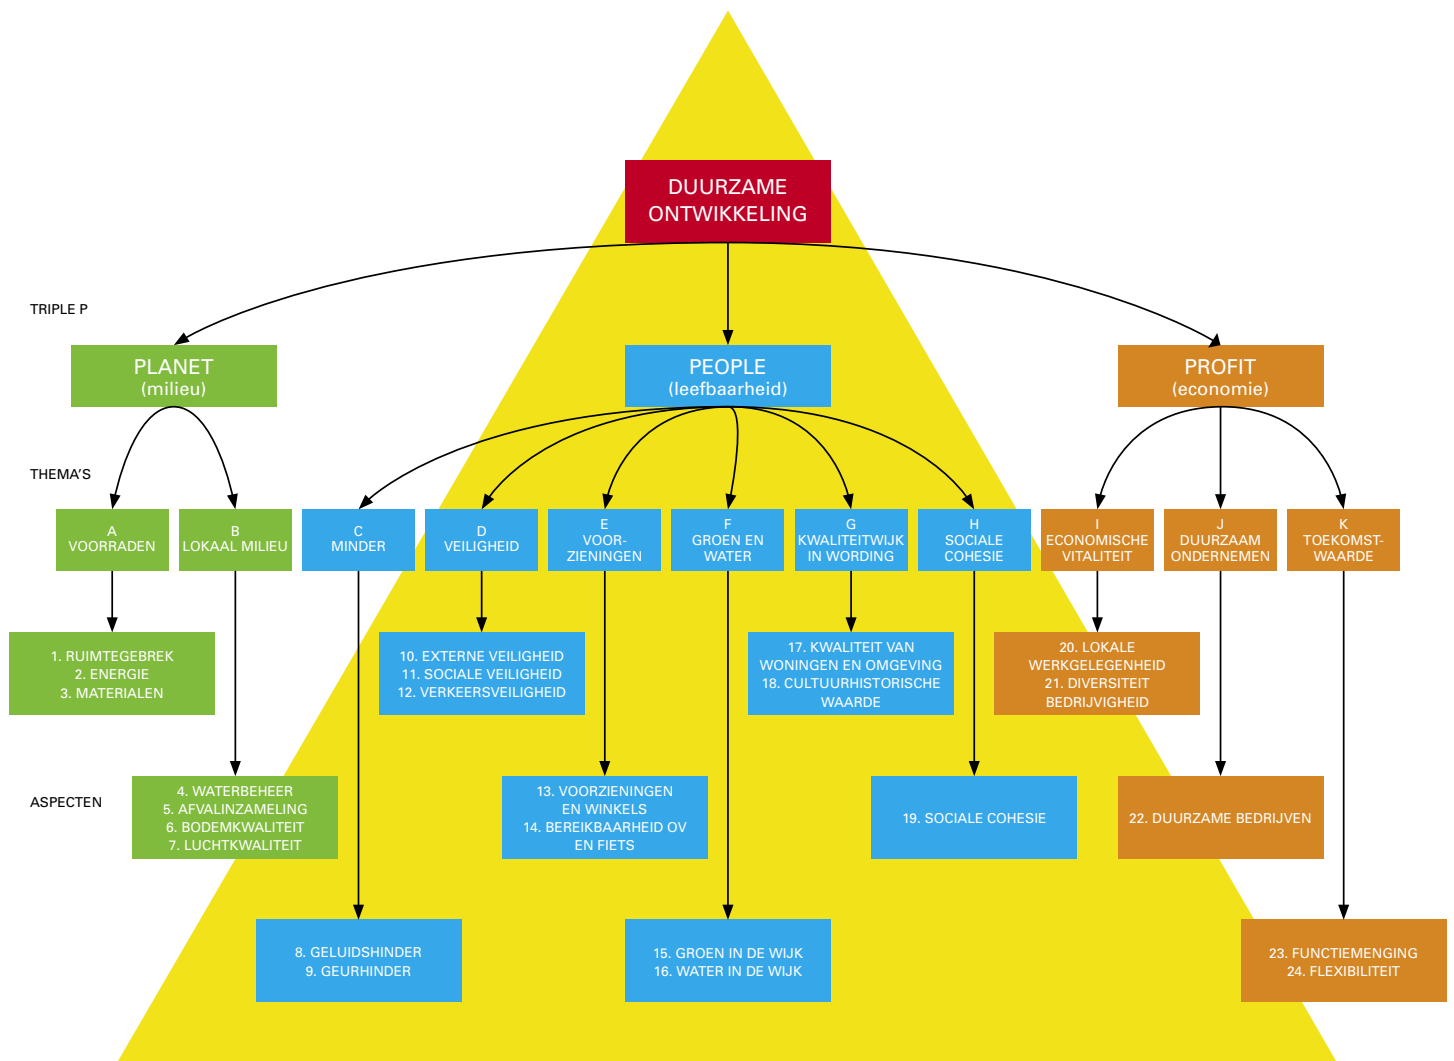 DUURZAME
ONTWIKKELING
TRIPLE P
PLANET
(milieu)
PEOPLE
(leefbaarheid)
PROFIT
(economie)
THEMA'S
A
VOORRADEN
B
LOKAAL MILIEU
C
MINDER
D
VEILIGHEID
E
VOOR-
ZIENINGEN
F
GROEN EN
WATER
G
KWALITEITWIJK
IN WORDING
H
SOCIALE
COHESIE
I
ECONOMISCHE
VITALITEIT
J
DUURZAAM
ONDERNEMEN
K
TOEKOMST-
WAARDE
1. RUIMTEGEBREK
2. ENERGIE
3. MATERIALEN
10. EXTERNE VEILIGHEID
11. SOCIALE VEILIGHEID
12. VERKEERSVEILIGHEID
17. KWALITEIT VAN
WONINGEN EN OMGEVING
18. CULTUURHISTORISCHE
WAARDE
20. LOKALE
WERKGELEGENHEID
21. DIVERSITEIT
BEDRIJVIGHEID
ASPECTEN
4. WATERBEHEER
5. AFVALINZAMELING
6. BODEMKWALITEIT
7. LUCHTKWALITEIT
13. VOORZIENINGEN
EN WINKELS
14. BEREIKBAARHEID OV
EN FIETS
19. SOCIALE COHESIE
22. DUURZAME BEDRIJVEN
8. GELUIDSHINDER
9. GEURHINDER
15. GROEN IN DE WIJK
16. WATER IN DE WIJK
23. FUNCTIEMENGING
24. FLEXIBILITEIT